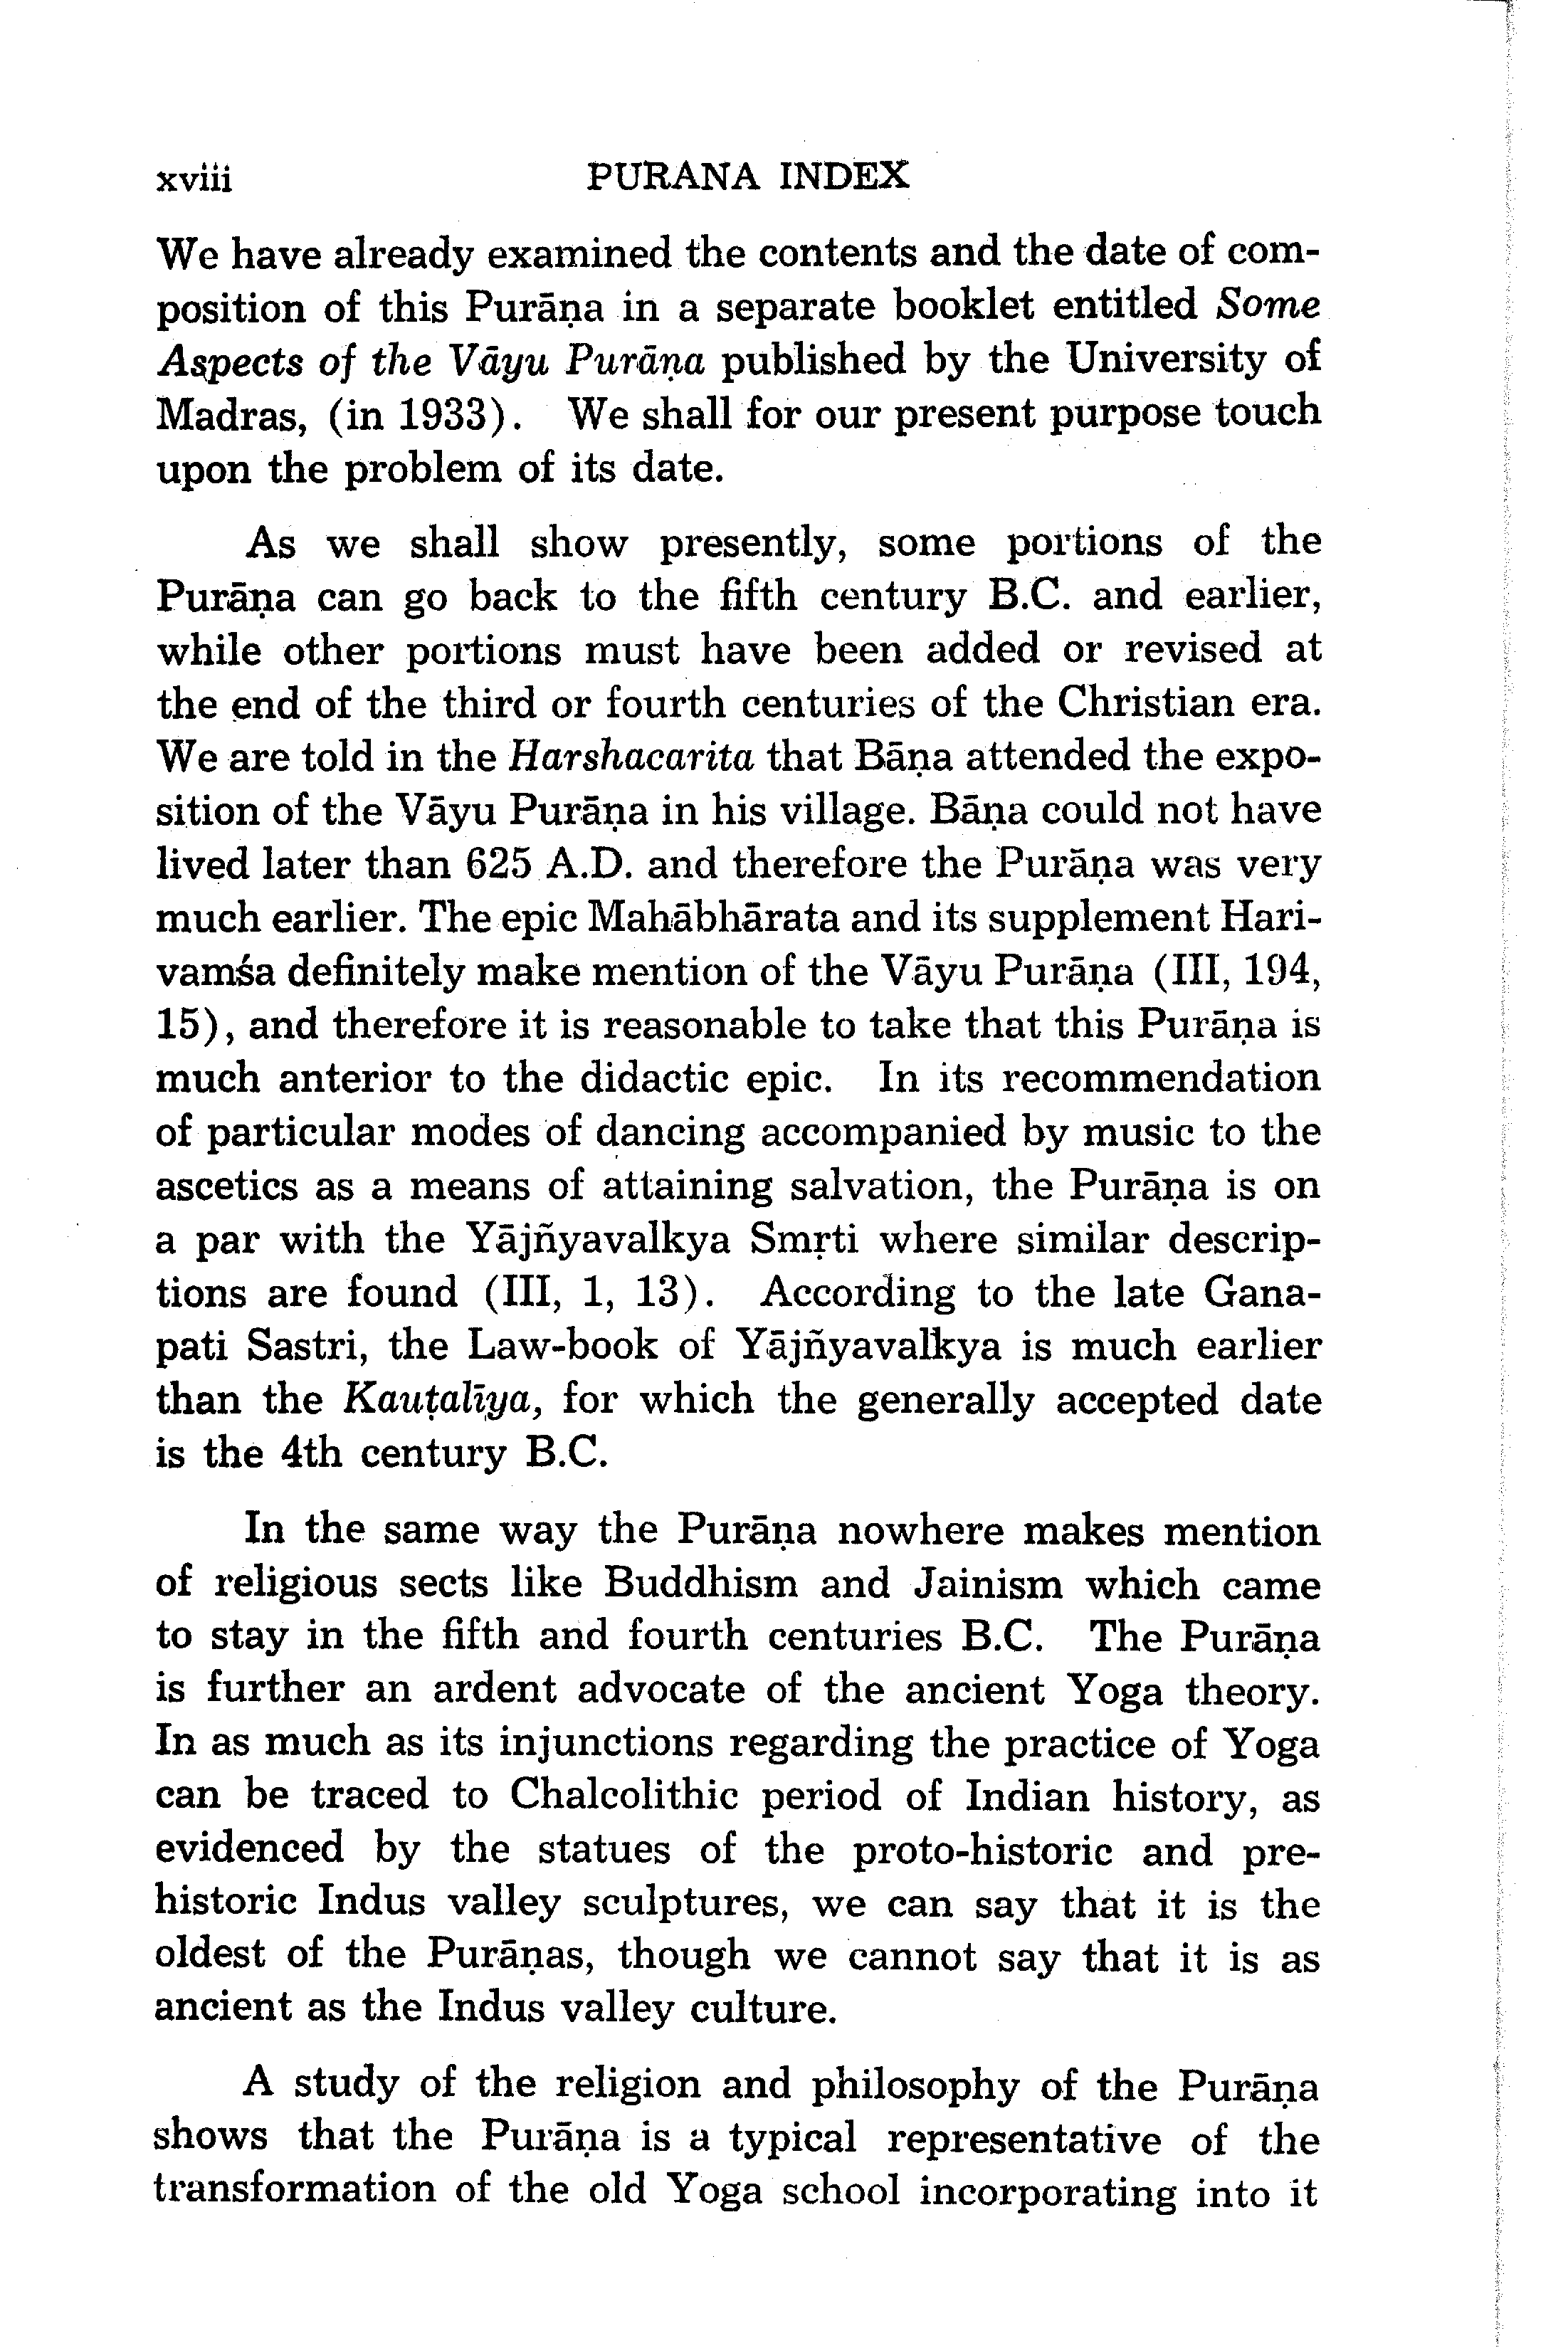 xviii PURANA INDEX
We have already examined the contents and the date of com-
position of this Purāṇa in a separate booklet entitled Some
Aspects of the Vāyu Purāṇa published by the University of
Madras, (in 1933). We shall for our present purpose touch
upon the problem of its date.
As we shall show presently, some portions of the
Purāṇa can go back to the fifth century B.C. and earlier,
while other portions must have been added or revised at
the end of the third or fourth centuries of the Christian era.
We are told in the Harshacarita that Bāṇa attended the expo-
sition of the Vāyu Purāṇa in his village. Bāṇa could not have
lived later than 625 A.D. and therefore the Purāṇa was very
much earlier. The epic Mahābhārata and its supplement Hari-
vamśa definitely make mention of the Vāyu Purāṇa (III, 194,
15), and therefore it is reasonable to take that this Purāṇa is
much anterior to the didactic epic. In its recommendation
of particular modes of dancing accompanied by music to the
ascetics as a means of attaining salvation, the Purāṇa is on
a par with the Yājñyavalkya Smṛti where similar descrip-
tions are found (III, 1, 13). According to the late Gana-
pati Sastri, the Law-book of Yājñyavalkya is much earlier
than the Kauṭalīya, for which the generally accepted date
is the 4th century B.C.
In the same way the Purāṇa nowhere makes mention
of religious sects like Buddhism and Jainism which came
to stay in the fifth and fourth centuries B.C. The Purāṇa
is further an ardent advocate of the ancient Yoga theory.
In as much as its injunctions regarding the practice of Yoga
can be traced to Chalcolithic period of Indian history, as
evidenced by the statues of the proto-historic and pre-
historic Indus valley sculptures, we can say that it is the
oldest of the Purāṇas, though we cannot say that it is as
ancient as the Indus valley culture.
A study of the religion and philosophy of the Purāṇa
shows that the Purāṇa is a typical representative of the
transformation of the old Yoga school incorporating into it